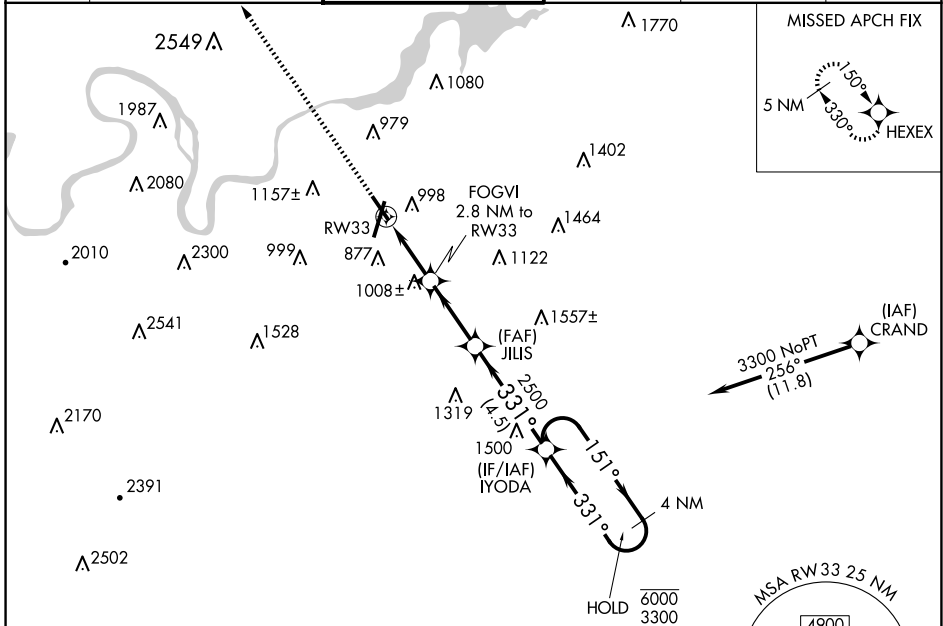 2549
1770
1080
1987
979
1402
2080
1157±
998
FOGVI
2.8 NM to
RW33
1464
RW33
877
999
2300
2010
1122
1008±
2541
1528
1557±
(FAF)
JILIS
(IAF)
CRAND
3300 NoPT
256°
(11.8)
2500
331°
(4.5)
1319
1500
2170
2391
2502
(IF/IAF)
IYODA
151°
331°
4 NM
HOLD
6000
3300
MISSED APCH FIX
5 NM
150°
330°
HEXEX
MSA RW33 25 NM